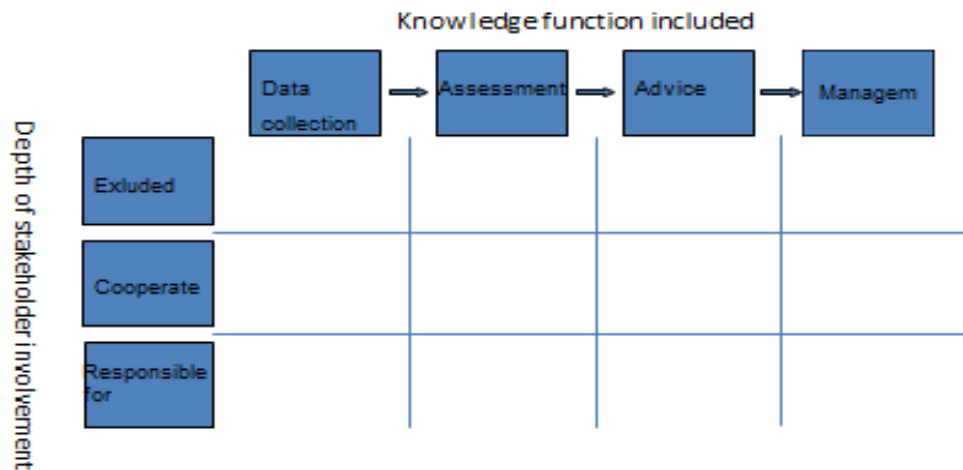 Knowledge function included
Data
collection
Assessment
Advice
Managem
Depth of stakeholder involvement
Exluded
Cooperate
Responsible
for